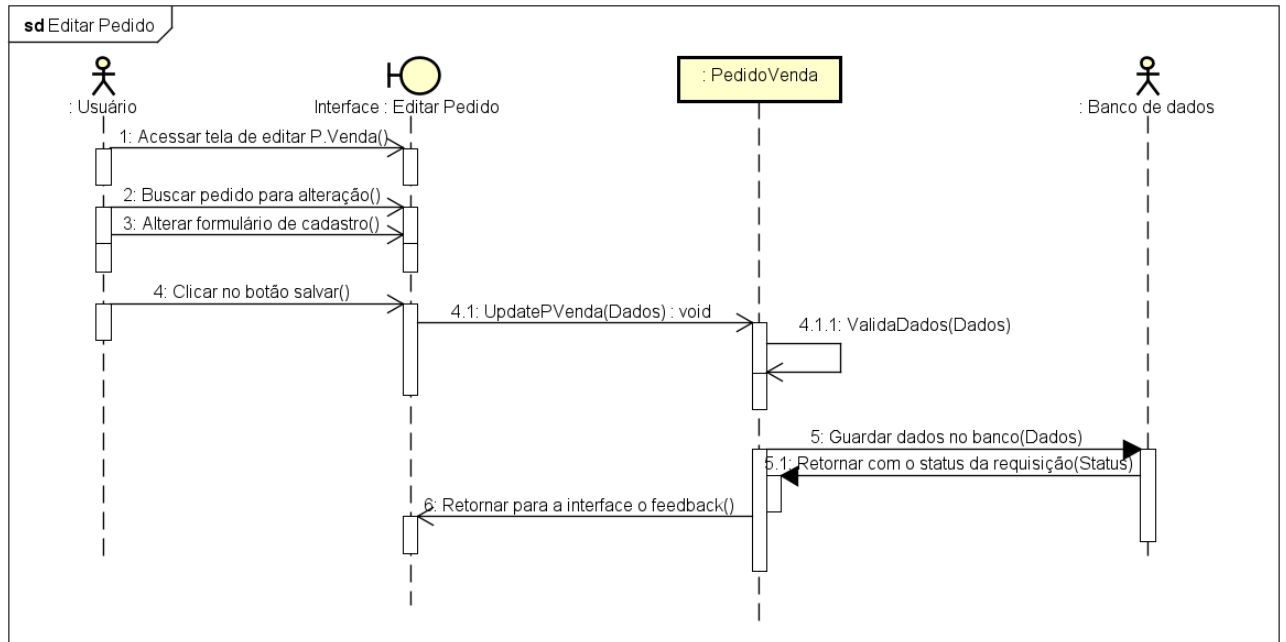 sd Editar Pedido
: Usuário
Interface : Editar Pedido
: PedidoVenda
: Banco de dados
1: Acessar tela de editar P.Venda()
2: Buscar pedido para alteração()
3: Alterar formulário de cadastro()
4: Clicar no botão salvar()
4.1: UpdatePVenda(Dados) : void
4.1.1: ValidaDados(Dados)
5: Guardar dados no banco(Dados)
5.1: Retornar com o status da requisição(Status)
6: Retornar para a interface o feedback()